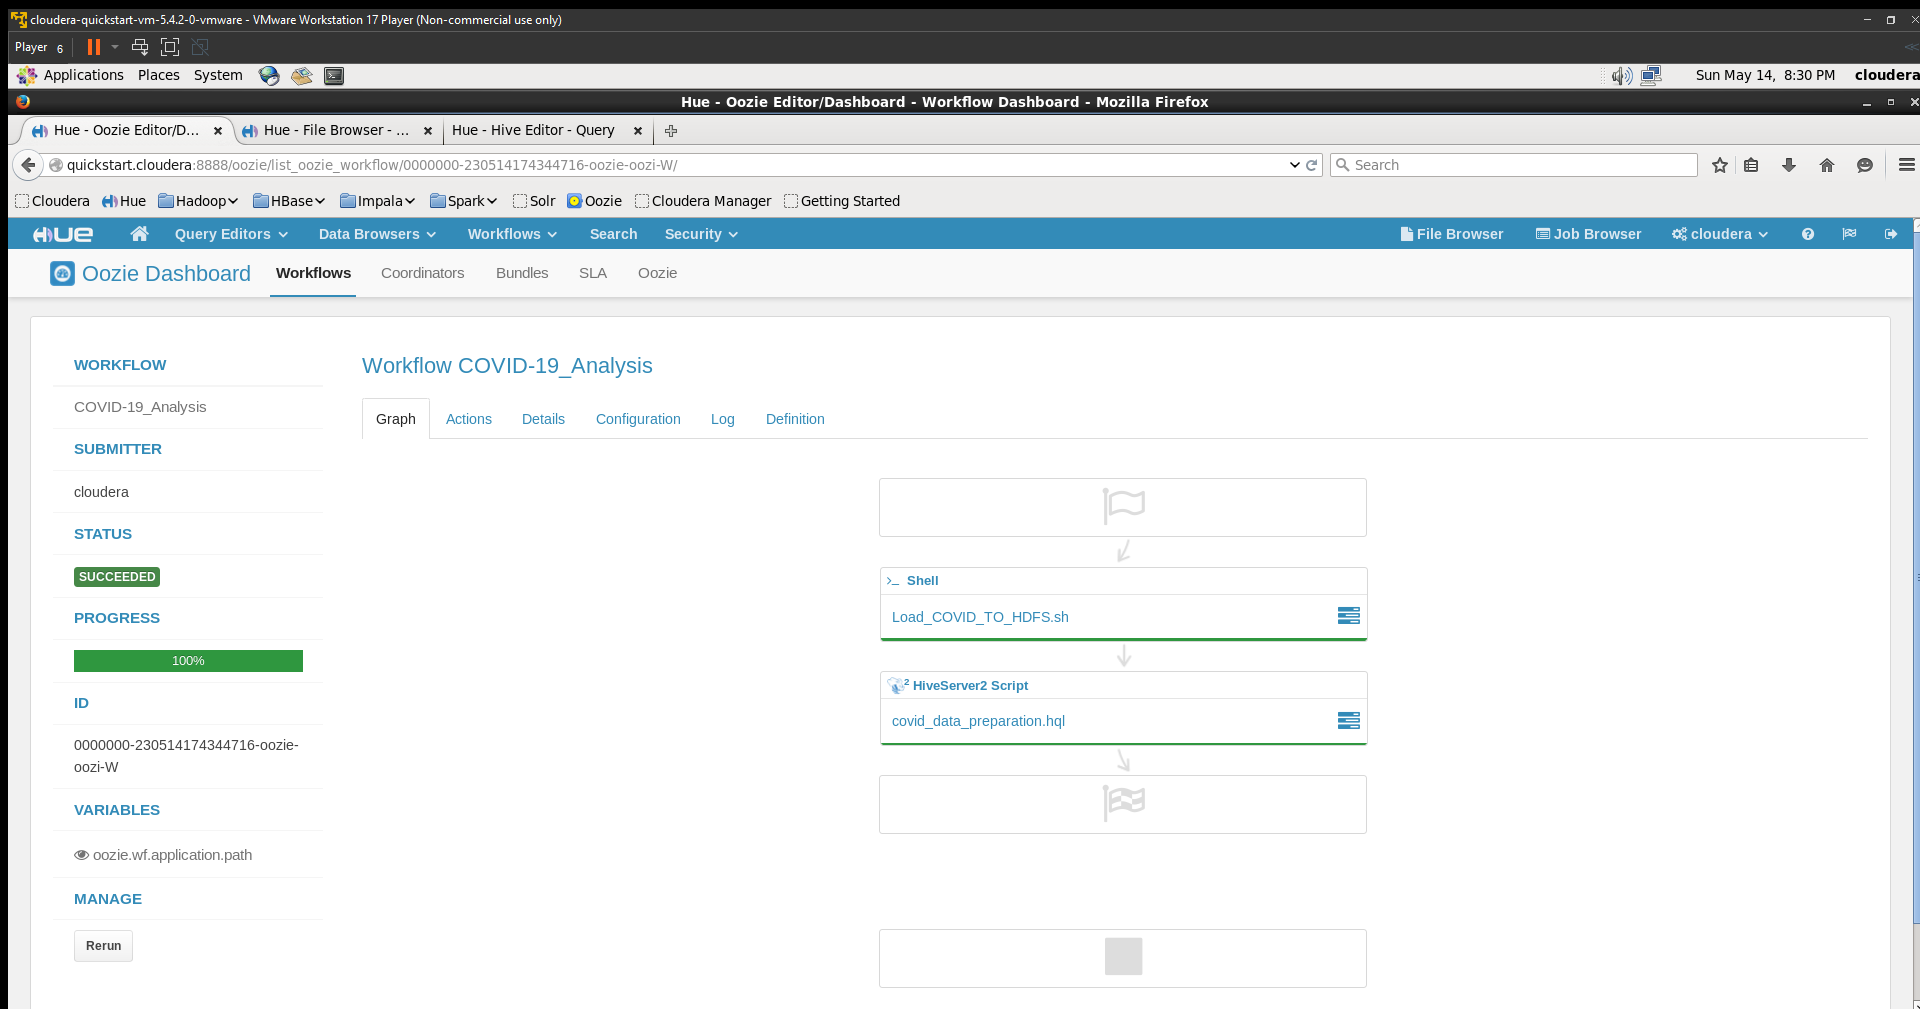 cloudera-quickstart-vm-5.4.2-0-vmware - VMware Workstation 17 Player (Non-commercial use only)
Player 6
Applications Places System Sun May 14, 8:30 PM cloudera
Hue - Oozie Editor/Dashboard - Workflow Dashboard - Mozilla Firefox
Hue - Oozie Editor/D... Hue - File Browser - ... Hue - Hive Editor - Query
quickstart.cloudera:8888/oozie/list_oozie_workflow/0000000-230514174344716-oozie-oozi-W/ Search
Cloudera Hue Hadoop HBase Impala Spark Solr Oozie Cloudera Manager Getting Started
HUE Query Editors Data Browsers Workflows Search Security File Browser Job Browser cloudera
Oozie Dashboard Workflows Coordinators Bundles SLA Oozie
WORKFLOW
COVID-19_Analysis
SUBMITTER
cloudera
STATUS
SUCCEEDED
PROGRESS
100%
ID
0000000-230514174344716-oozie-
oozi-W
VARIABLES
oozie.wf.application.path
MANAGE
Rerun
Workflow COVID-19_Analysis
Graph Actions Details Configuration Log Definition
>_ Shell
Load_COVID_TO_HDFS.sh
2 HiveServer2 Script
covid_data_preparation.hql